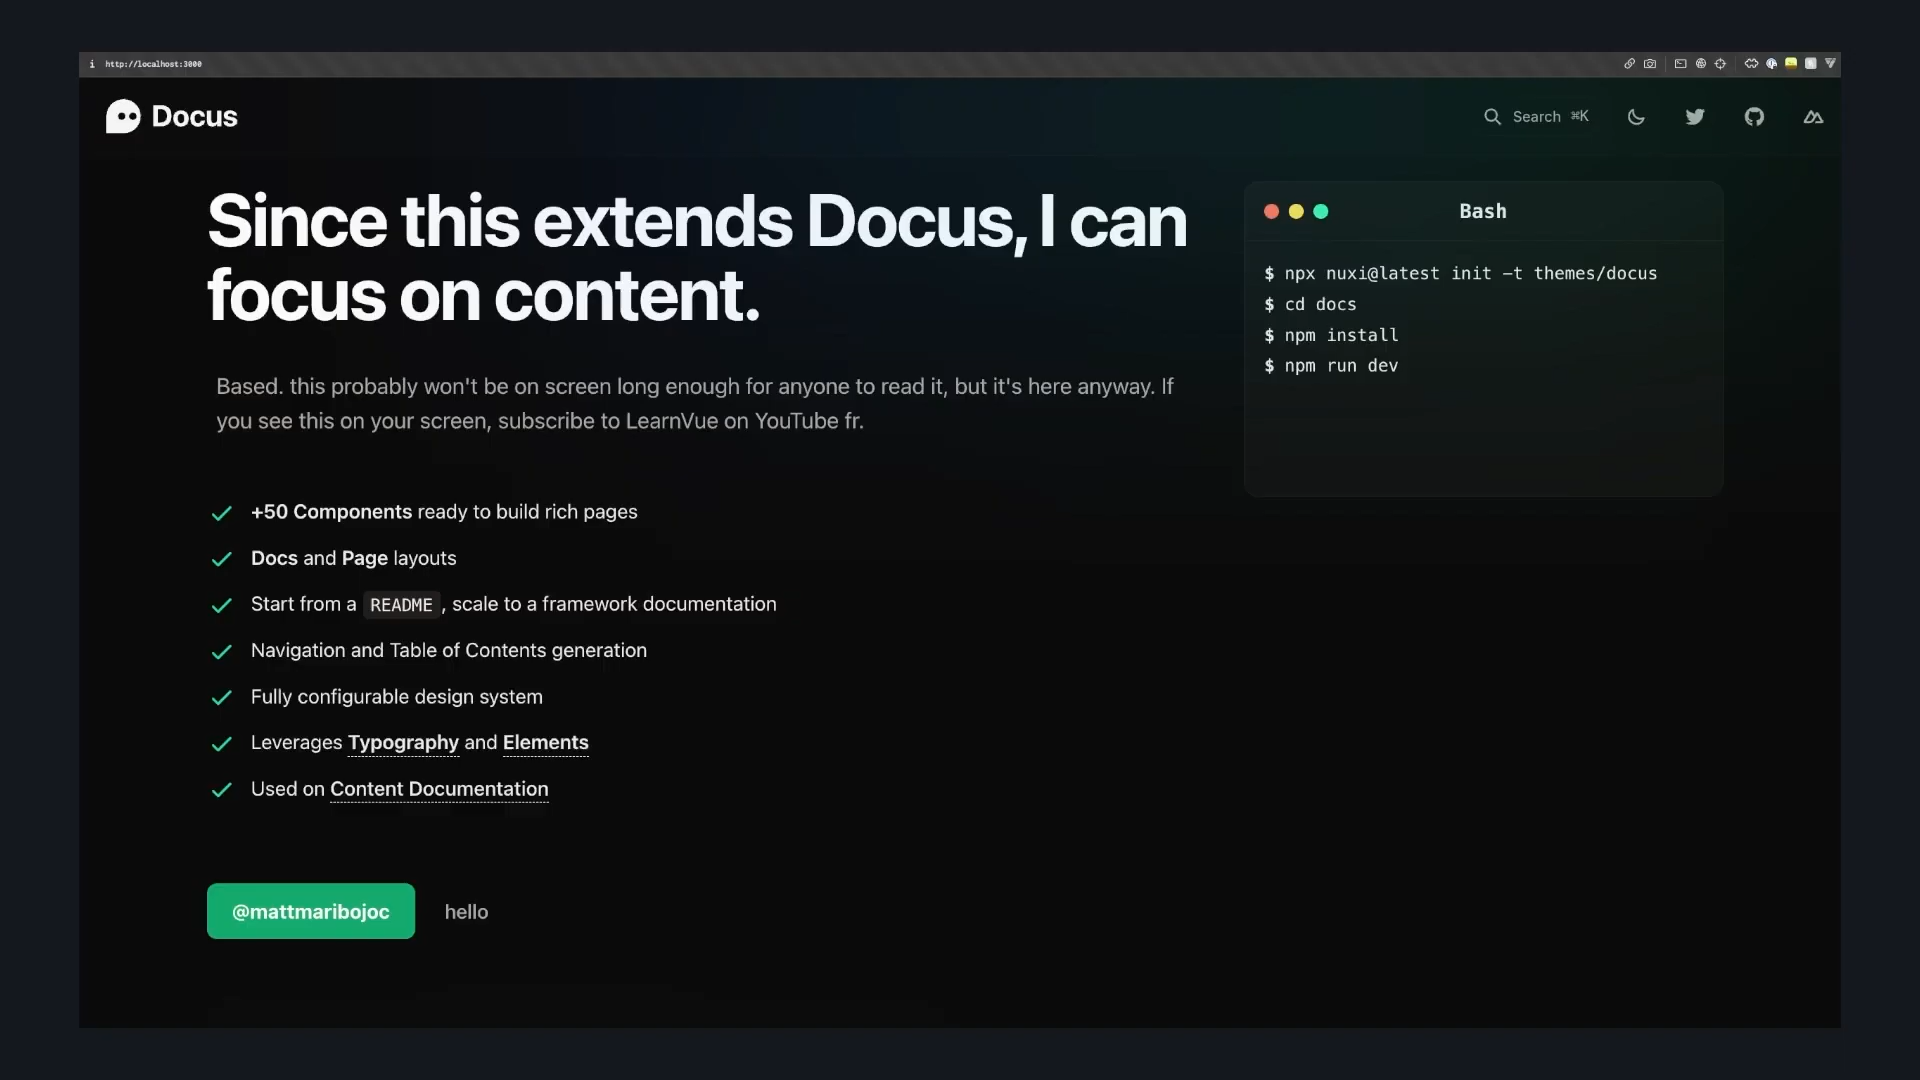 i http://localhost:3000
Docus
Search ⌘K
Since this extends Docus, I can
focus on content.
Based. this probably won't be on screen long enough for anyone to read it, but it's here anyway. If
you see this on your screen, subscribe to LearnVue on YouTube fr.
+50 Components ready to build rich pages
Docs and Page layouts
Start from a README, scale to a framework documentation
Navigation and Table of Contents generation
Fully configurable design system
Leverages Typography and Elements
Used on Content Documentation
@mattmaribojoc hello
Bash
$ npx nuxi@latest init -t themes/docus
$ cd docs
$ npm install
$ npm run dev